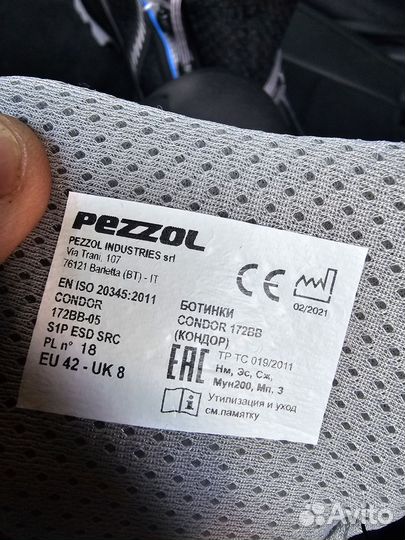 PEZZOL
PEZZOL INDUSTRIES srl
Via Trani, 107
76121 Barletta (BT) - IT
EN ISO 20345:2011
CONDOR
172BB-05
S1P ESD SRC
PL n° 18
EU 42 - UK 8
CE
02/2021
БОТИНКИ
CONDOR 172BB
(КОНДОР)
EAC
ТР ТС 019/2011
Нм, Эс, Сж,
Мун200, Мп, З
Утилизация и уход
см.памятку
Avito